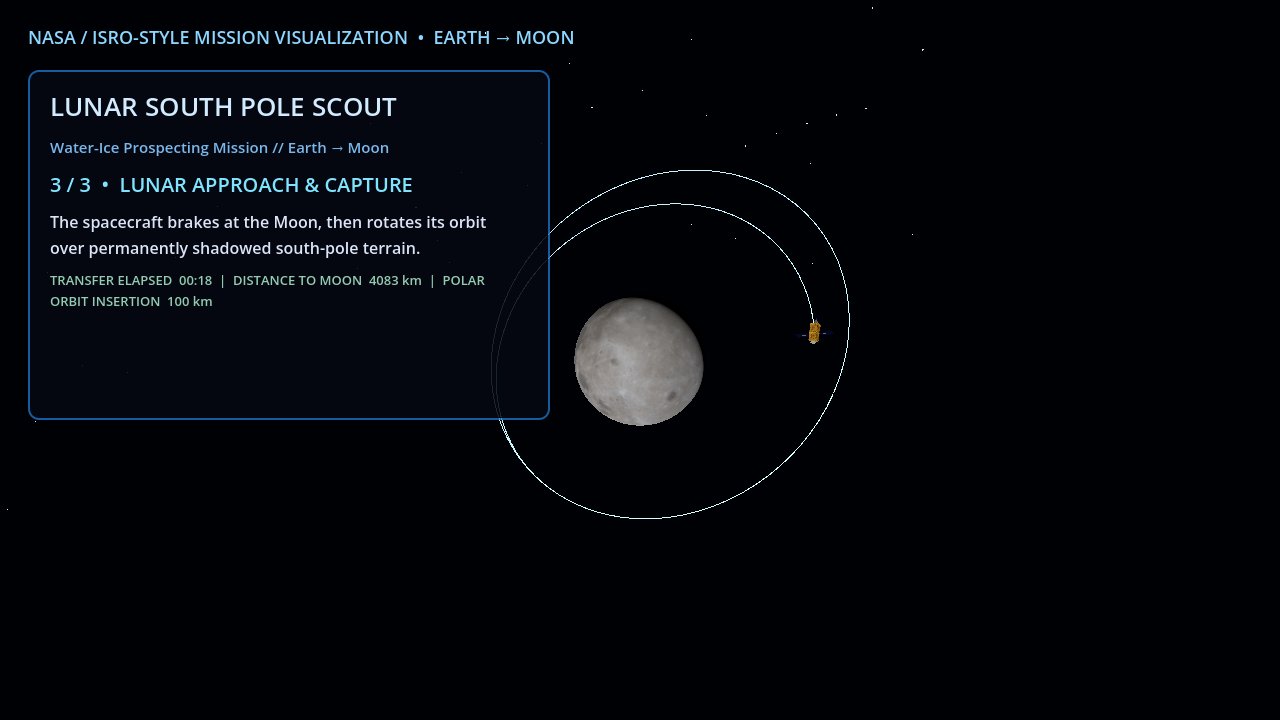 NASA / ISRO-STYLE MISSION VISUALIZATION • EARTH → MOON
LUNAR SOUTH POLE SCOUT
Water-Ice Prospecting Mission // Earth → Moon
3 / 3 • LUNAR APPROACH & CAPTURE
The spacecraft brakes at the Moon, then rotates its orbit
over permanently shadowed south-pole terrain.
TRANSFER ELAPSED 00:18 | DISTANCE TO MOON 4083 km | POLAR
ORBIT INSERTION 100 km